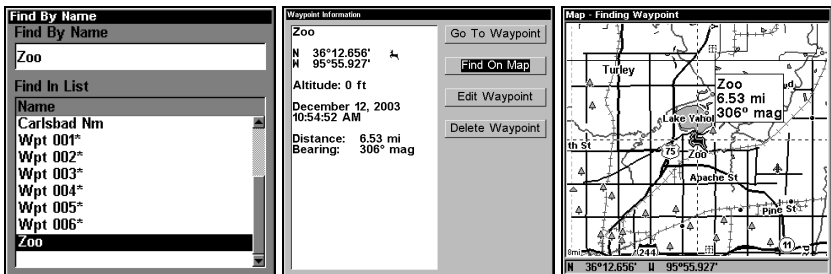 Find By Name
Find By Name
Zoo
Find In List
Name
Carlsbad Nm
Wpt 001*
Wpt 002*
Wpt 003*
Wpt 004*
Wpt 005*
Wpt 006*
Zoo
Waypoint Information
Zoo
N 36°12.656'
W 95°55.927'
Altitude: 0 ft
December 12, 2003
10:54:52 AM
Distance: 6.53 mi
Bearing: 306° mag
Go To Waypoint
Find On Map
Edit Waypoint
Delete Waypoint
Map - Finding Waypoint
Turley
Zoo
6.53 mi
306° mag
d
Lake Yahol
th St
75
Zoo
Apache St
Pine St
8mi
244
11
N 36°12.656' W 95°55.927'